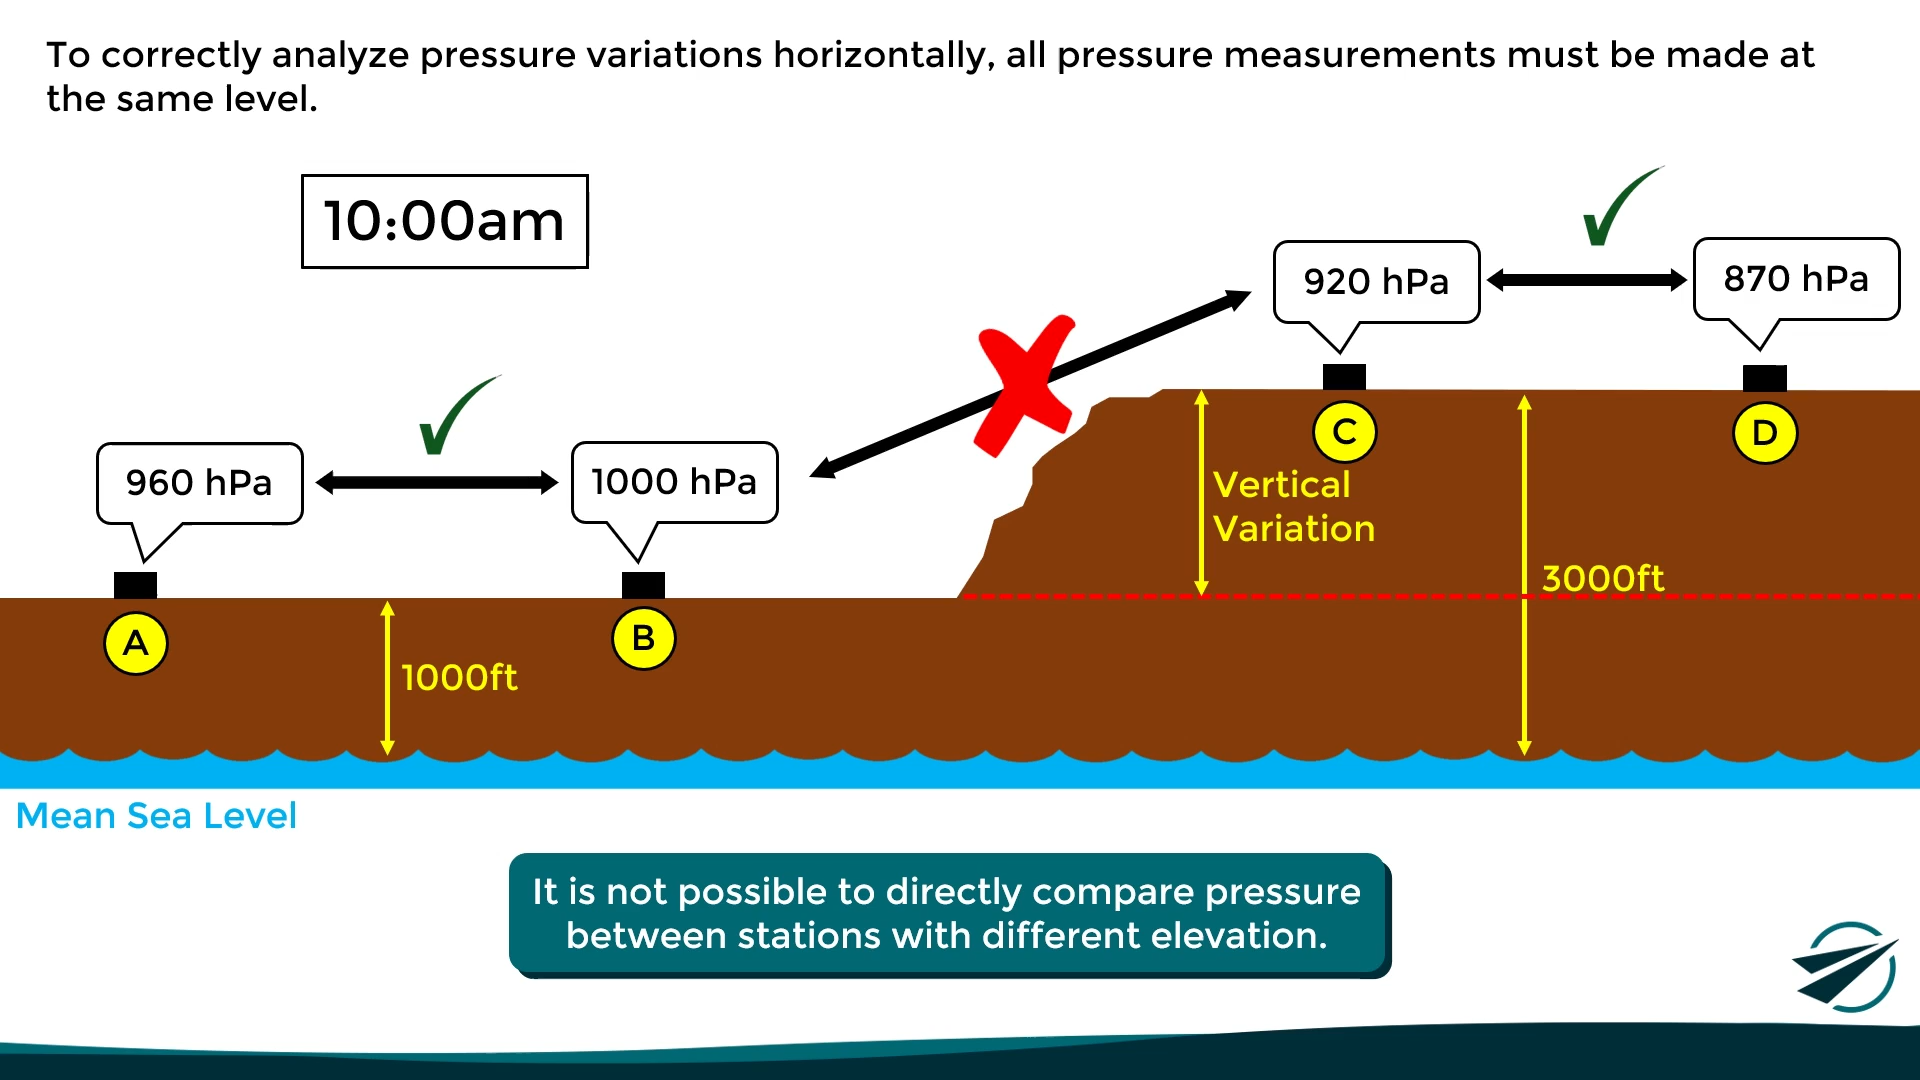 To correctly analyze pressure variations horizontally, all pressure measurements must be made at
the same level.
10:00am
920 hPa
870 hPa
960 hPa
1000 hPa
C
D
Vertical
Variation
3000ft
A
B
1000ft
Mean Sea Level
It is not possible to directly compare pressure
between stations with different elevation.